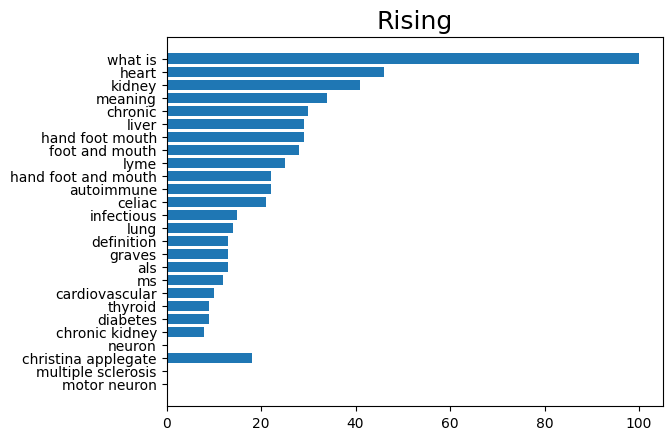 Rising
what is
heart
kidney
meaning
chronic
liver
hand foot mouth
foot and mouth
lyme
hand foot and mouth
autoimmune
celiac
infectious
lung
definition
graves
als
ms
cardiovascular
thyroid
diabetes
chronic kidney
neuron
christina applegate
multiple sclerosis
motor neuron
0 20 40 60 80 100